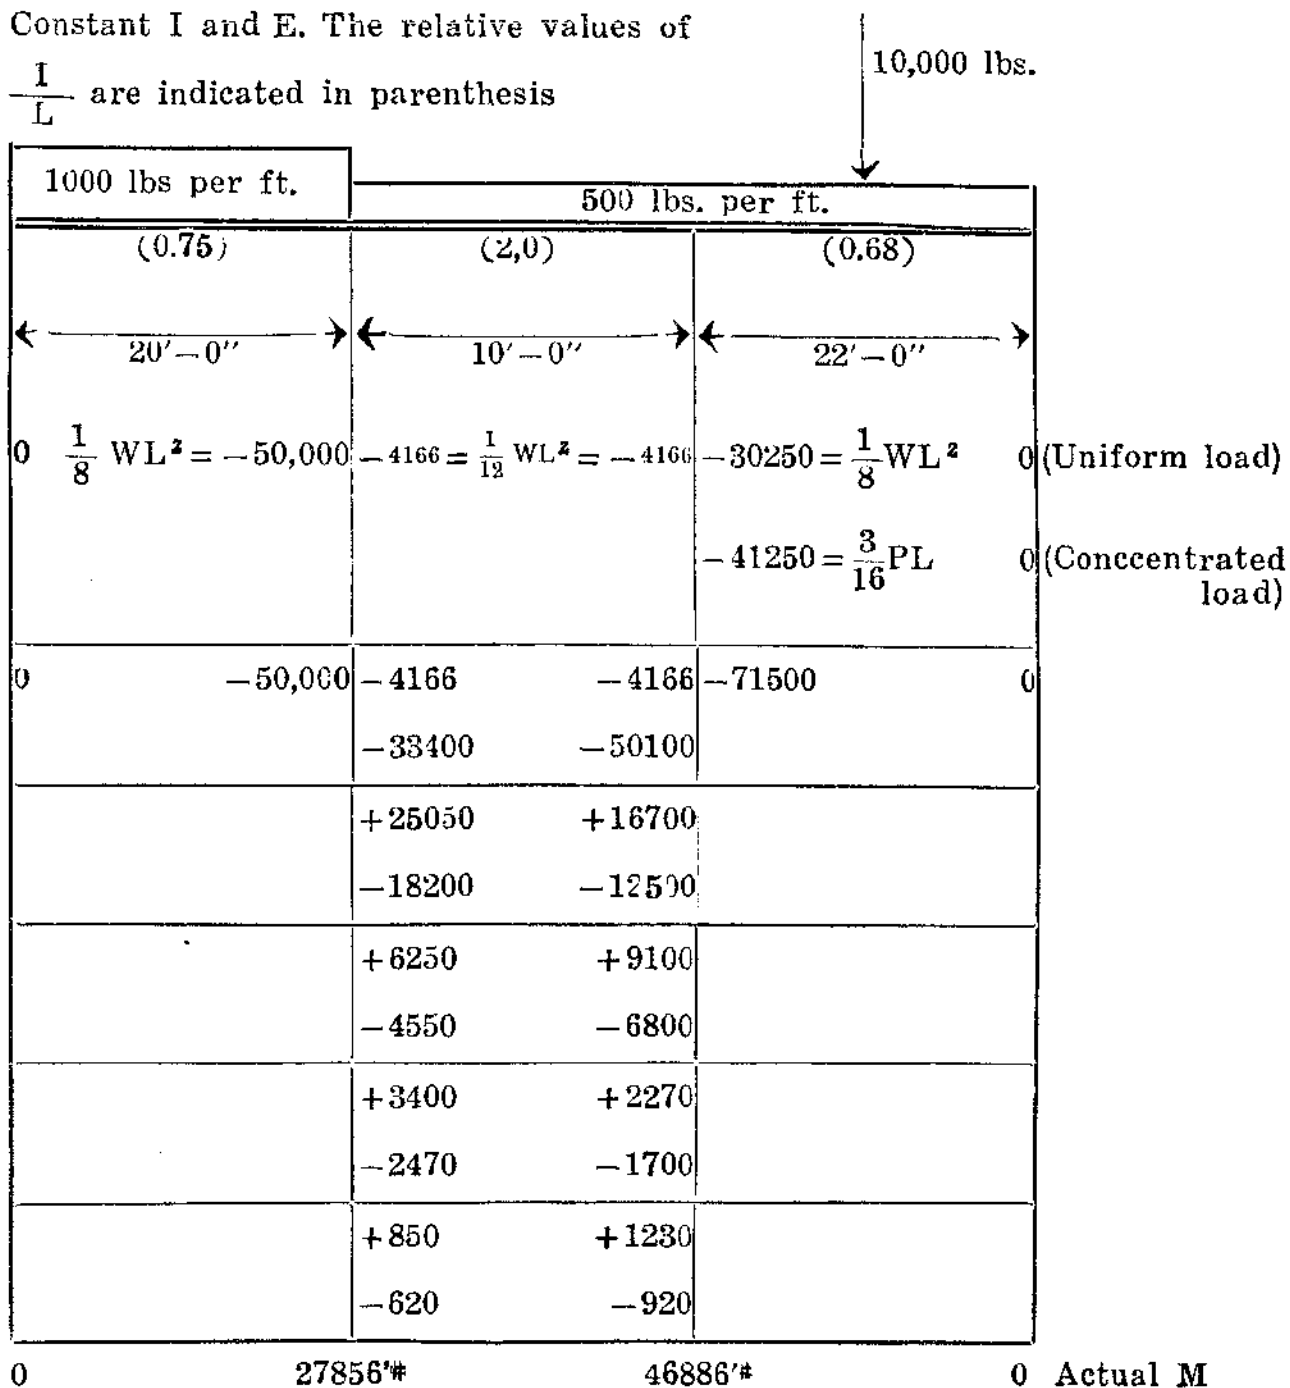 Constant I and E. The relative values of
I/L are indicated in parenthesis
10,000 lbs.
1000 lbs per ft.
500 lbs. per ft.
(0.75) (2,0) (0.68)
20'—0" 10'—0" 22'—0"
0 1/8 WL² = −50,000 −4166 = 1/12 WL² = −4166 −30250 = 1/8 WL² 0 (Uniform load)
−41250 = 3/16 PL 0 (Conccentrated
load)
0 −50,000 −4166 −4166 −71500 0
−33400 −50100
+25050 +16700
−18200 −12500
+6250 +9100
−4550 −6800
+3400 +2270
−2470 −1700
+850 +1230
−620 −920
0 27856'# 46886'# 0 Actual M